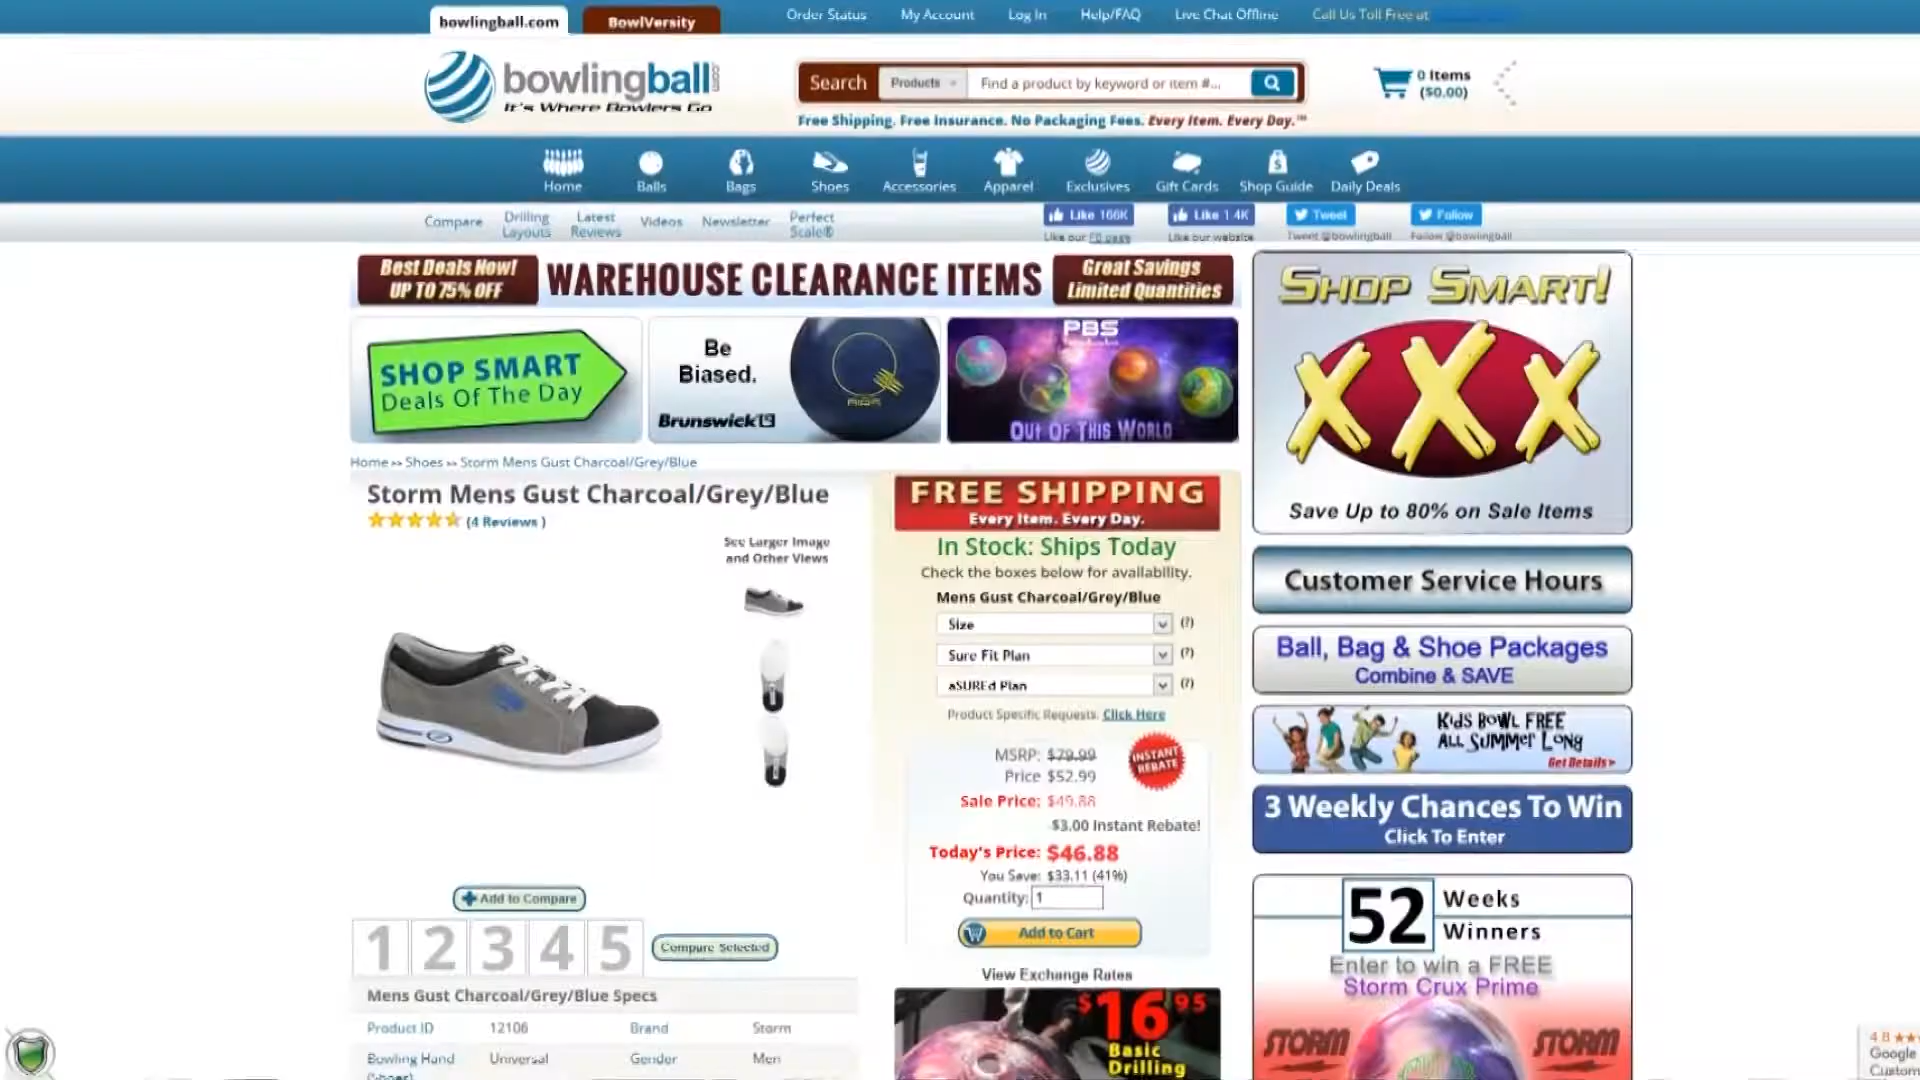 bowlingball.com
BowlVersity
Order Status
My Account
Log In
Help/FAQ
Live Chat Offline
Call Us Toll Free at
bowlingball.com
It's Where Bowlers Go
Search
Products
Find a product by keyword or item #...
0 Items
($0.00)
Free Shipping. Free Insurance. No Packaging Fees. Every Item. Every Day.™
Home
Balls
Bags
Shoes
Accessories
Apparel
Exclusives
Gift Cards
Shop Guide
Daily Deals
Compare
Drilling
Layouts
Latest
Reviews
Videos
Newsletter
Perfect
Scale®
Like 166K
Like our FB page
Like 1.4K
Like our website
Tweet
Tweet @bowlingball
Follow
Follow @bowlingball
Best Deals Now!
UP TO 75% OFF
WAREHOUSE CLEARANCE ITEMS
Great Savings
Limited Quantities
SHOP SMART
Deals Of The Day
Be
Biased.
Brunswick
PBS
OUT OF THIS WORLD
SHOP SMART!
XXX
Save Up to 80% on Sale Items
Home »» Shoes »» Storm Mens Gust Charcoal/Grey/Blue
Storm Mens Gust Charcoal/Grey/Blue
(4 Reviews )
See Larger Image
and Other Views
FREE SHIPPING
Every Item. Every Day.
In Stock: Ships Today
Check the boxes below for availability.
Mens Gust Charcoal/Grey/Blue
Size
(?)
Sure Fit Plan
(?)
aSUREd Plan
(?)
Product Specific Requests. Click Here
MSRP: $79.99
Price $52.99
INSTANT
REBATE
Sale Price: $49.88
$3.00 Instant Rebate!
Today's Price: $46.88
You Save: $33.11 (41%)
Quantity: 1
Add to Cart
View Exchange Rates
$16.95
Basic
Drilling
Add to Compare
1 2 3 4 5
Compare Selected
Mens Gust Charcoal/Grey/Blue Specs
Product ID
12106
Brand
Storm
Bowling Hand
(Shoes)
Universal
Gender
Men
Customer Service Hours
Ball, Bag & Shoe Packages
Combine & SAVE
Kids Bowl FREE
All Summer Long
Get Details>
3 Weekly Chances To Win
Click To Enter
52 Weeks
Winners
Enter to win a FREE
Storm Crux Prime
STORM
STORM
4.8
Google
Custom